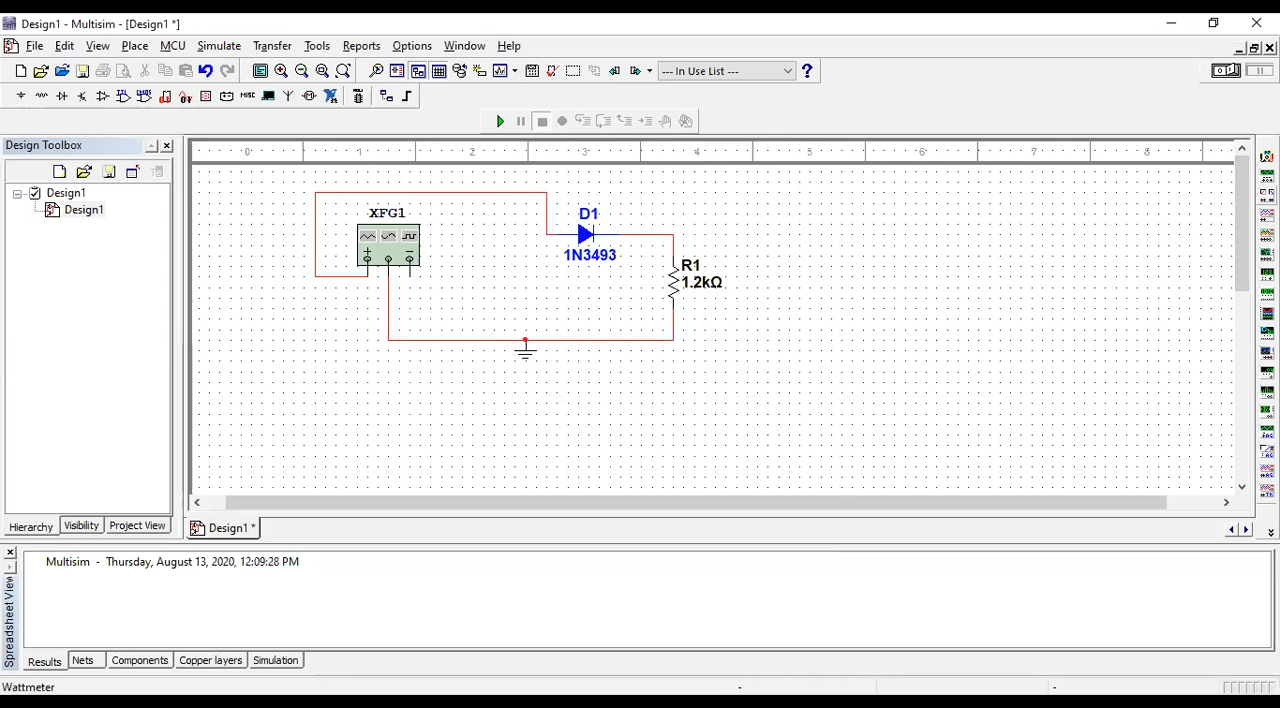 Design1 - Multisim - [Design1 *]
File Edit View Place MCU Simulate Transfer Tools Reports Options Window Help
--- In Use List ---
MISC
Design Toolbox
0 1 2 3 4 5 6 7 8
Design1
Design1
XFG1
D1
1N3493
R1
1.2kΩ
Hierarchy Visibility Project View
Design1 *
Multisim - Thursday, August 13, 2020, 12:09:28 PM
Spreadsheet View
Results Nets Components Copper layers Simulation
Wattmeter